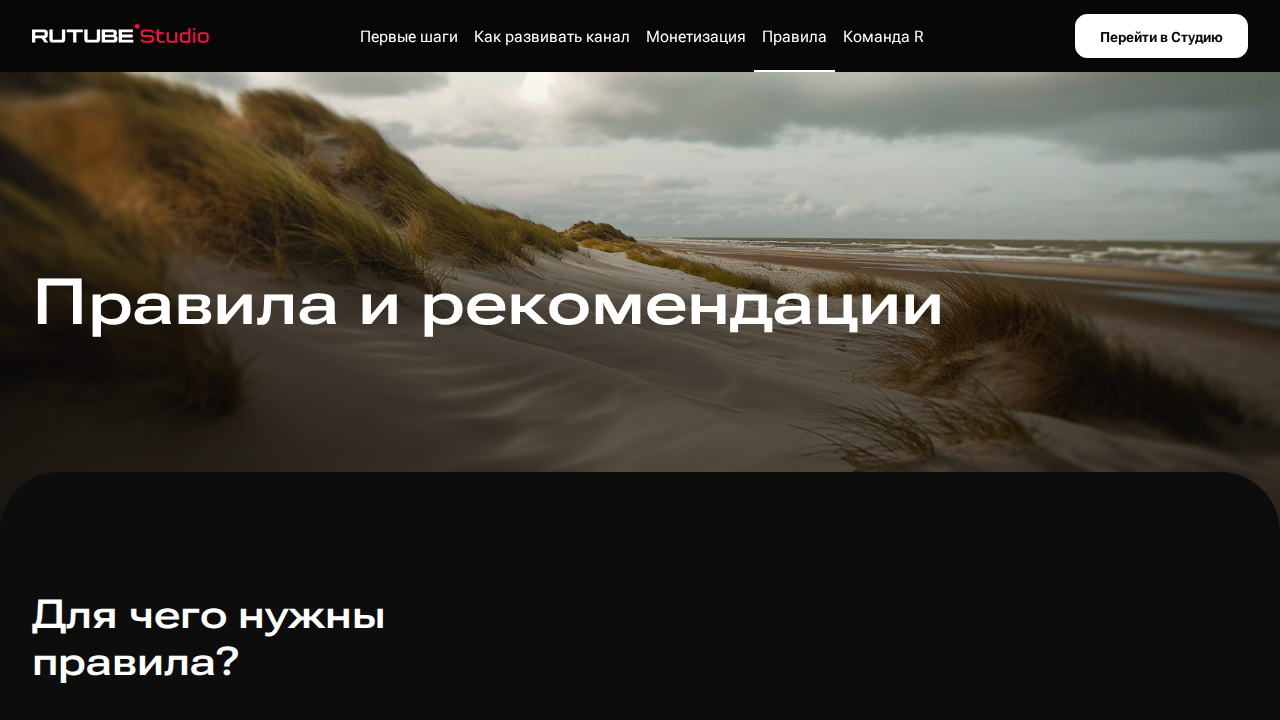 RUTUBE Studio
Первые шаги
Как развивать канал
Монетизация
Правила
Команда R
Перейти в Студию
Правила и рекомендации
Для чего нужны
правила?